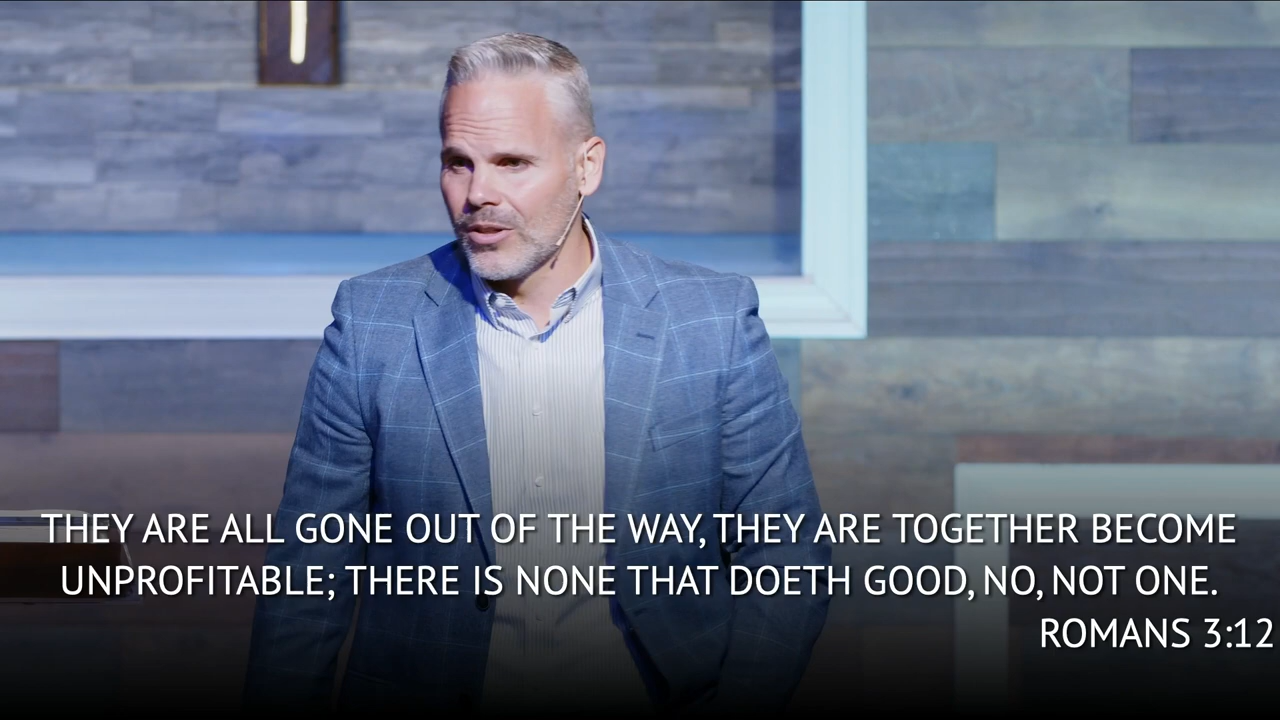 THEY ARE ALL GONE OUT OF THE WAY, THEY ARE TOGETHER BECOME
UNPROFITABLE; THERE IS NONE THAT DOETH GOOD, NO, NOT ONE.
ROMANS 3:12